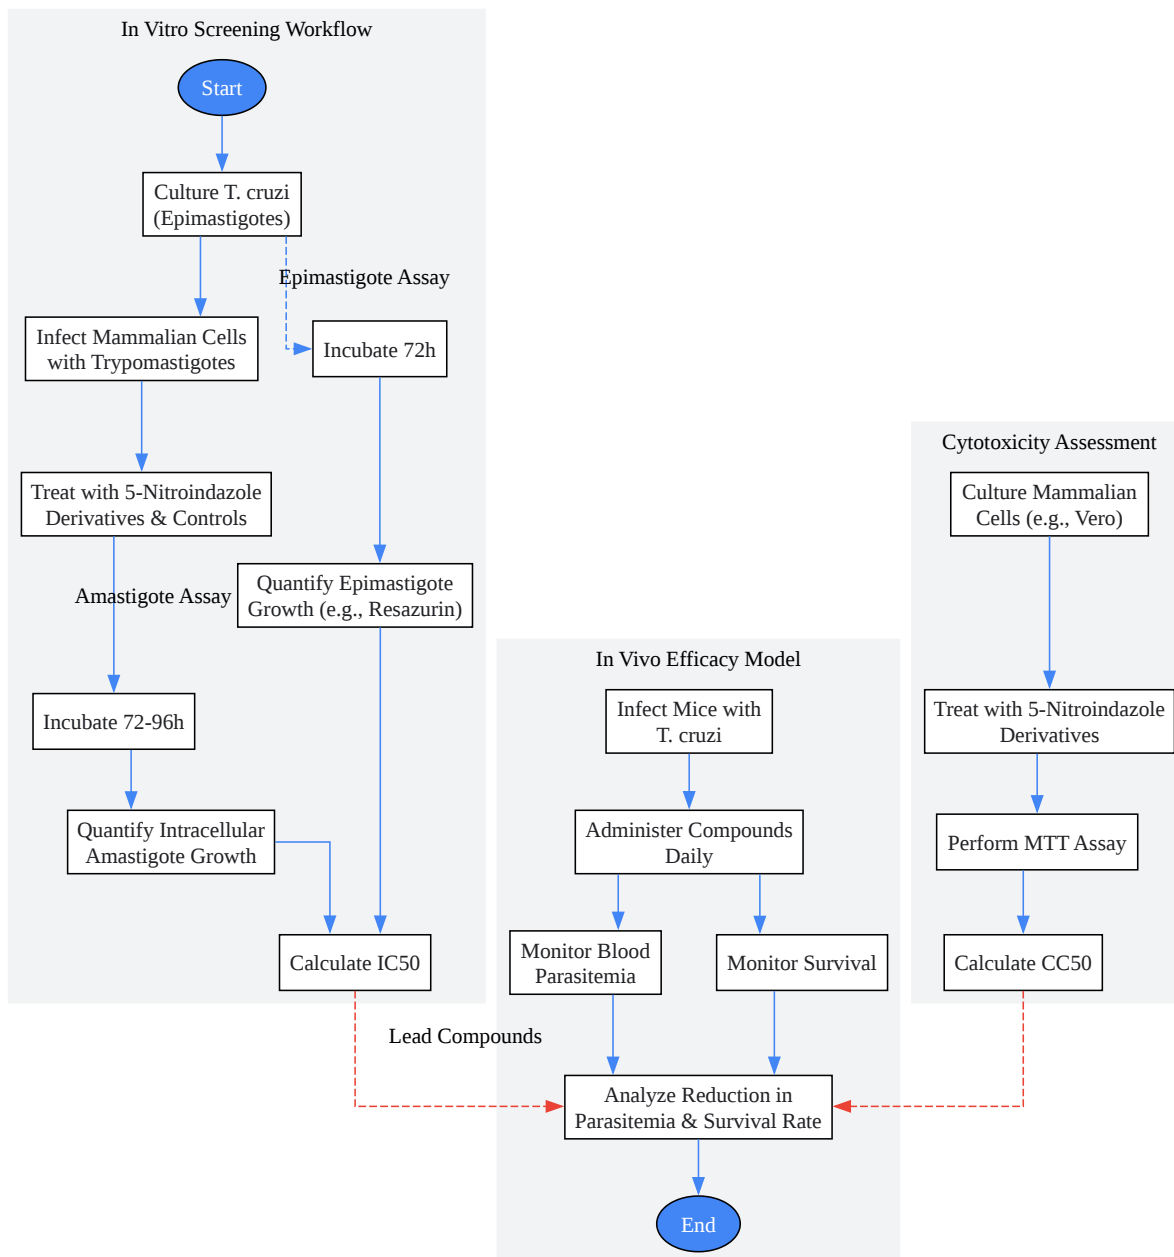 In Vitro Screening Workflow
Start
Culture T. cruzi
(Epimastigotes)
Epimastigote Assay
Infect Mammalian Cells
with Trypomastigotes
Incubate 72h
Treat with 5-Nitroindazole
Derivatives & Controls
Amastigote Assay
Quantify Epimastigote
Growth (e.g., Resazurin)
Incubate 72-96h
Quantify Intracellular
Amastigote Growth
Calculate IC50
Lead Compounds
In Vivo Efficacy Model
Infect Mice with
T. cruzi
Administer Compounds
Daily
Monitor Blood
Parasitemia
Monitor Survival
Analyze Reduction in
Parasitemia & Survival Rate
End
Cytotoxicity Assessment
Culture Mammalian
Cells (e.g., Vero)
Treat with 5-Nitroindazole
Derivatives
Perform MTT Assay
Calculate CC50